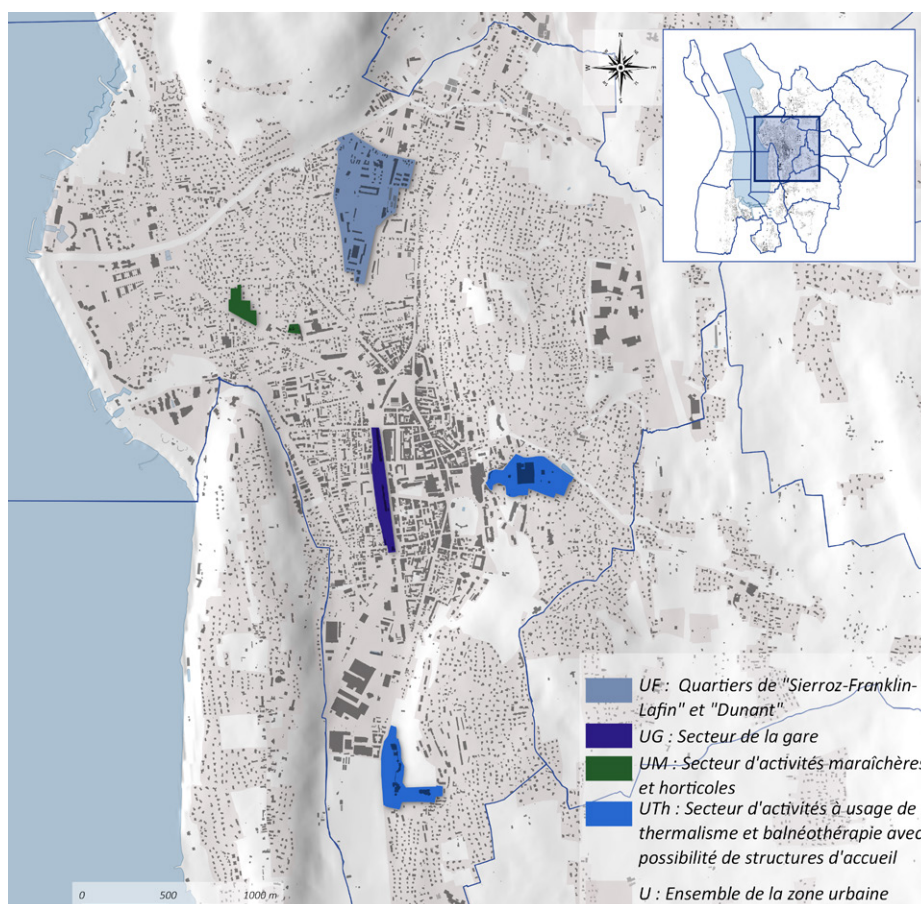 N
W E
S
UF : Quartiers de "Sierroz-Franklin-
Lafin" et "Dunant"
UG : Secteur de la gare
UM : Secteur d'activités maraîchères
et horticoles
UTh : Secteur d'activités à usage de
thermalisme et balnéothérapie avec
possibilité de structures d'accueil
U : Ensemble de la zone urbaine
0 500 1000 m